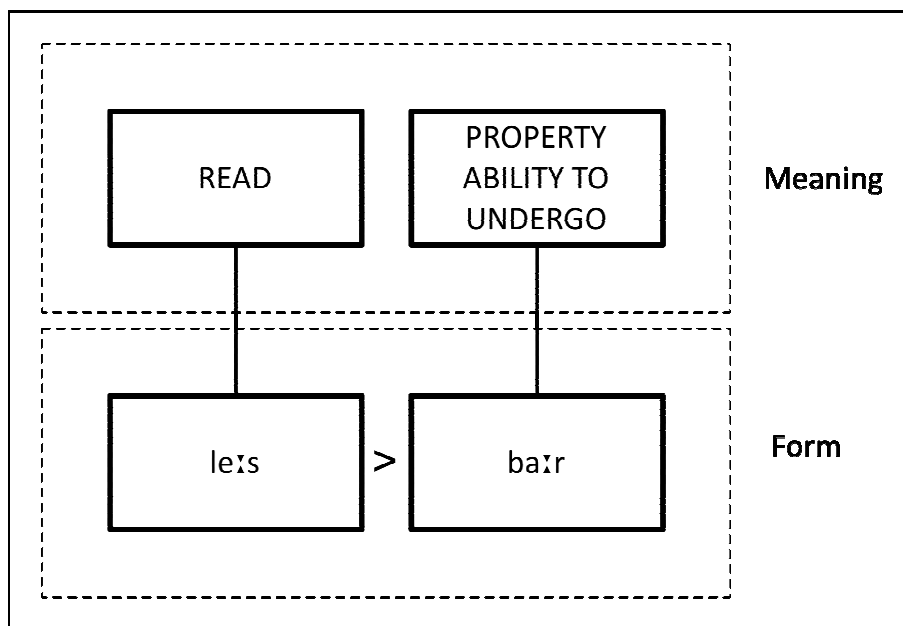 READ
PROPERTY
ABILITY TO
UNDERGO
Meaning
leːs
>
baːr
Form